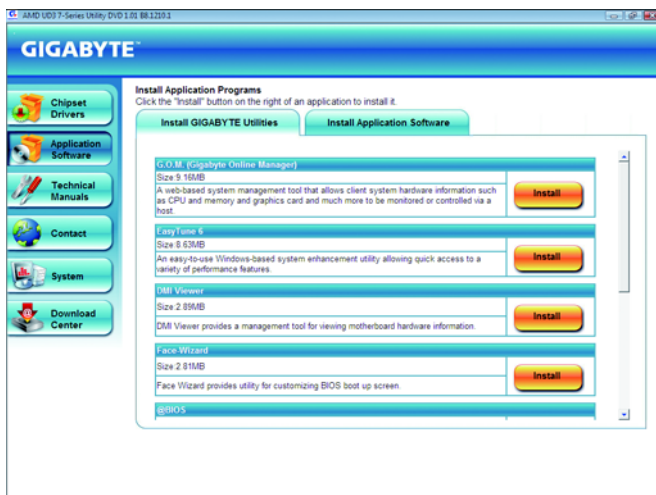 AMD UD3 7-Series Utility DVD 1.01 B8.1210.1
GIGABYTE™
Chipset
Drivers
Application
Software
Technical
Manuals
Contact
System
Download
Center
Install Application Programs
Click the "Install" button on the right of an application to install it.
Install GIGABYTE Utilities
Install Application Software
G.O.M. (Gigabyte Online Manager)
Size:9.16MB
A web-based system management tool that allows client system hardware information such
as CPU and memory and graphics card and much more to be monitored or controlled via a
host.
Install
EasyTune 6
Size:8.63MB
An easy-to-use Windows-based system enhancement utility allowing quick access to a
variety of performance features.
Install
DMI Viewer
Size:2.89MB
DMI Viewer provides a management tool for viewing motherboard hardware information.
Install
Face-Wizard
Size:2.81MB
Face Wizard provides utility for customizing BIOS boot up screen.
Install
@BIOS